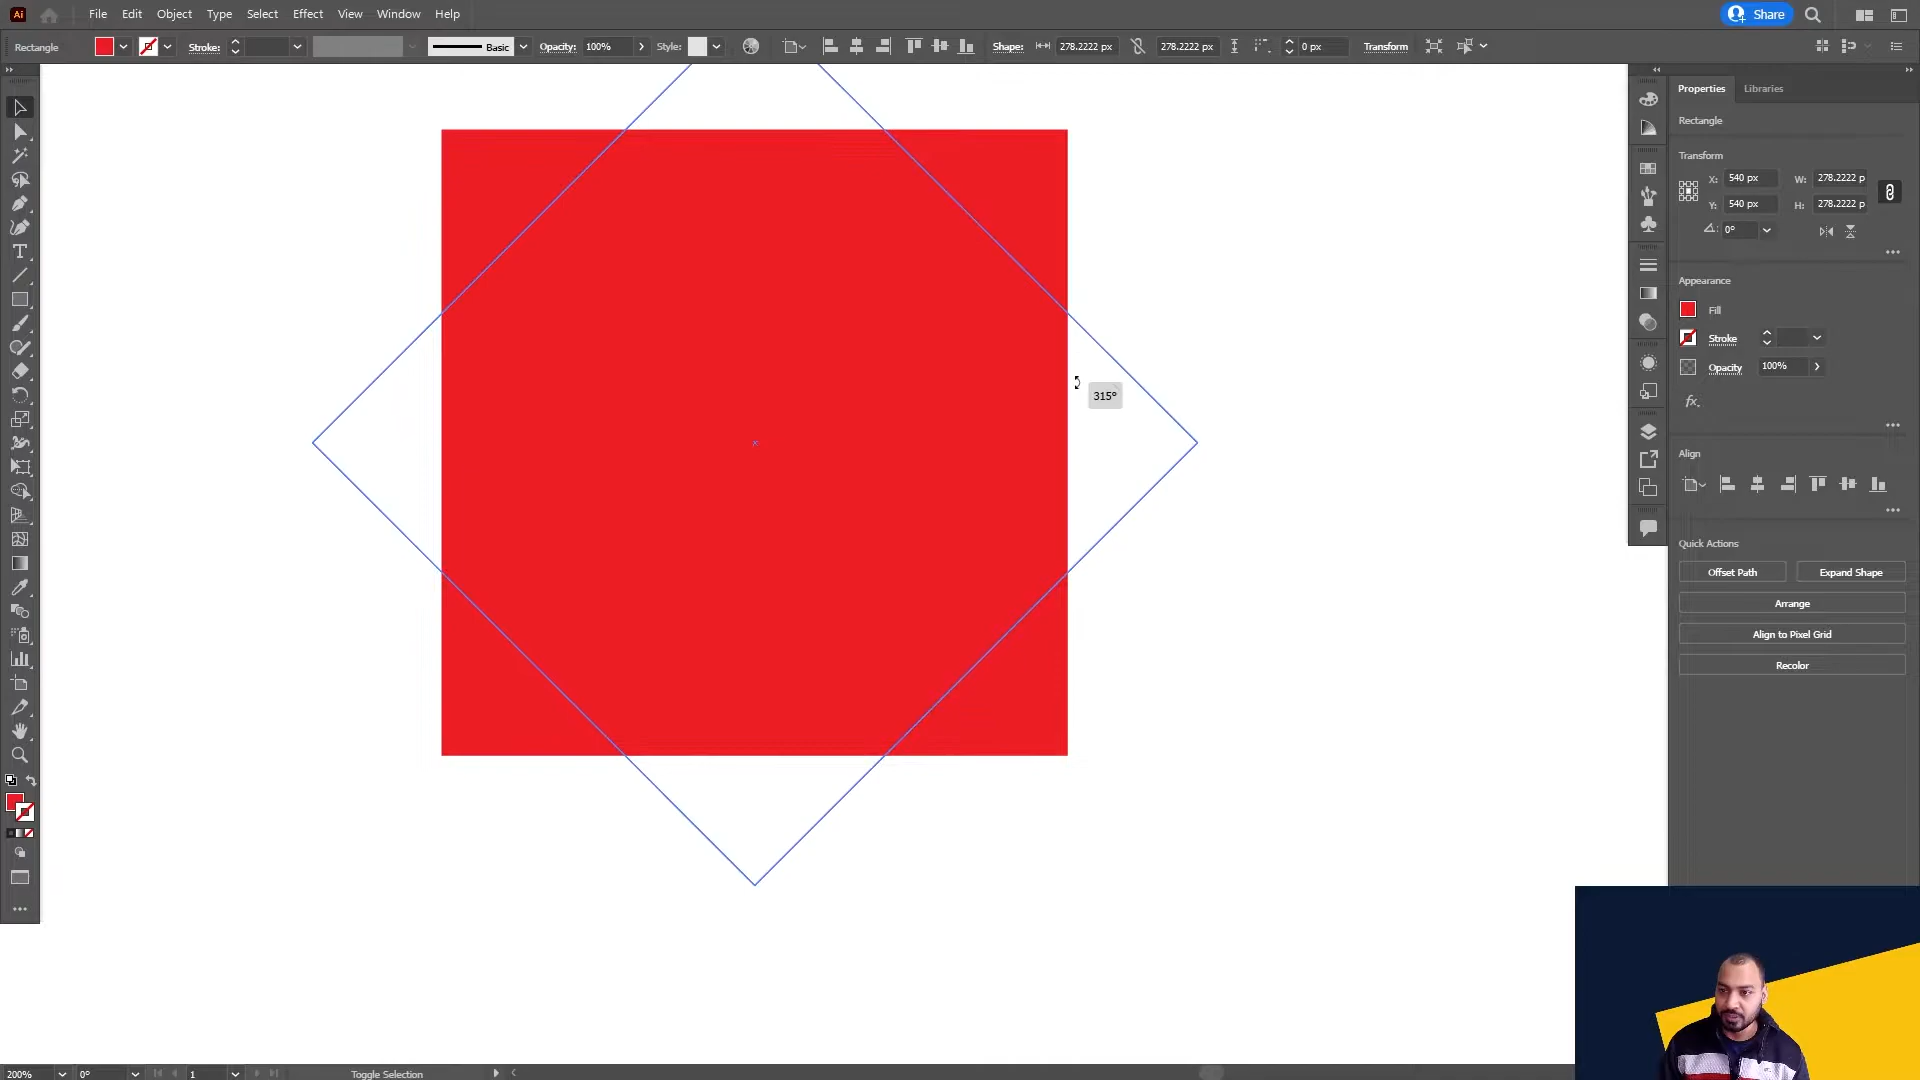 Ai File Edit Object Type Select Effect View Window Help Share
Rectangle Stroke: Basic Opacity: 100% Style: Shape: 278.2222 px 278.2222 px 0 px Transform
Properties Libraries
Rectangle
Transform
X: 540 px W: 278.2222 p
Y: 540 px H: 278.2222 p
0°
Appearance
Fill
Stroke
Opacity 100%
fx.
315°
Align
Quick Actions
Offset Path Expand Shape
Arrange
Align to Pixel Grid
Recolor
200% 0° 1 Toggle Selection